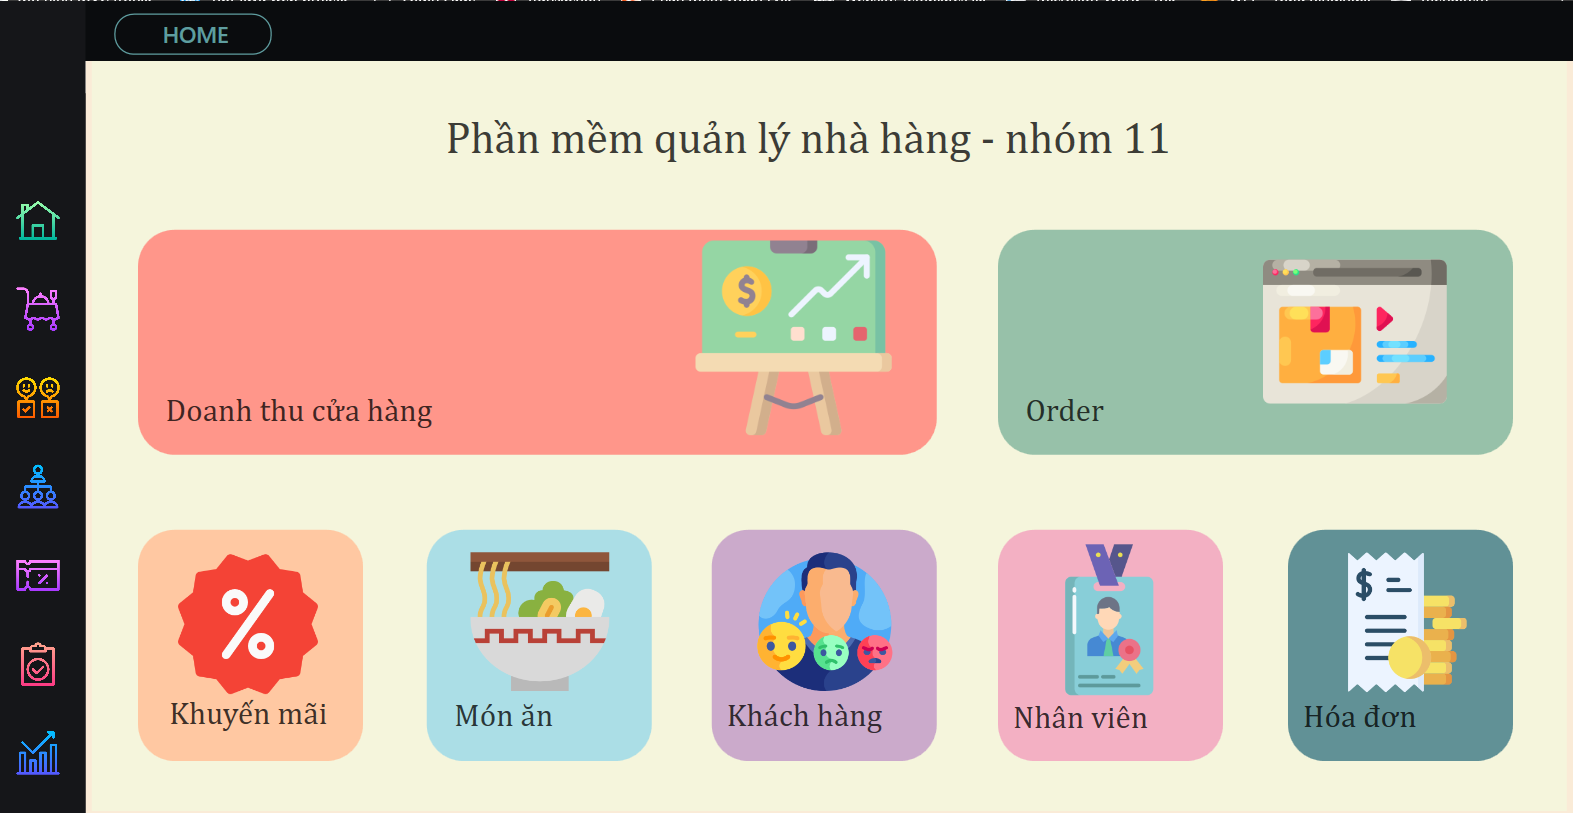 HOME
Phần mềm quản lý nhà hàng - nhóm 11
Doanh thu cửa hàng
Order
Khuyến mãi
Món ăn
Khách hàng
Nhân viên
Hóa đơn